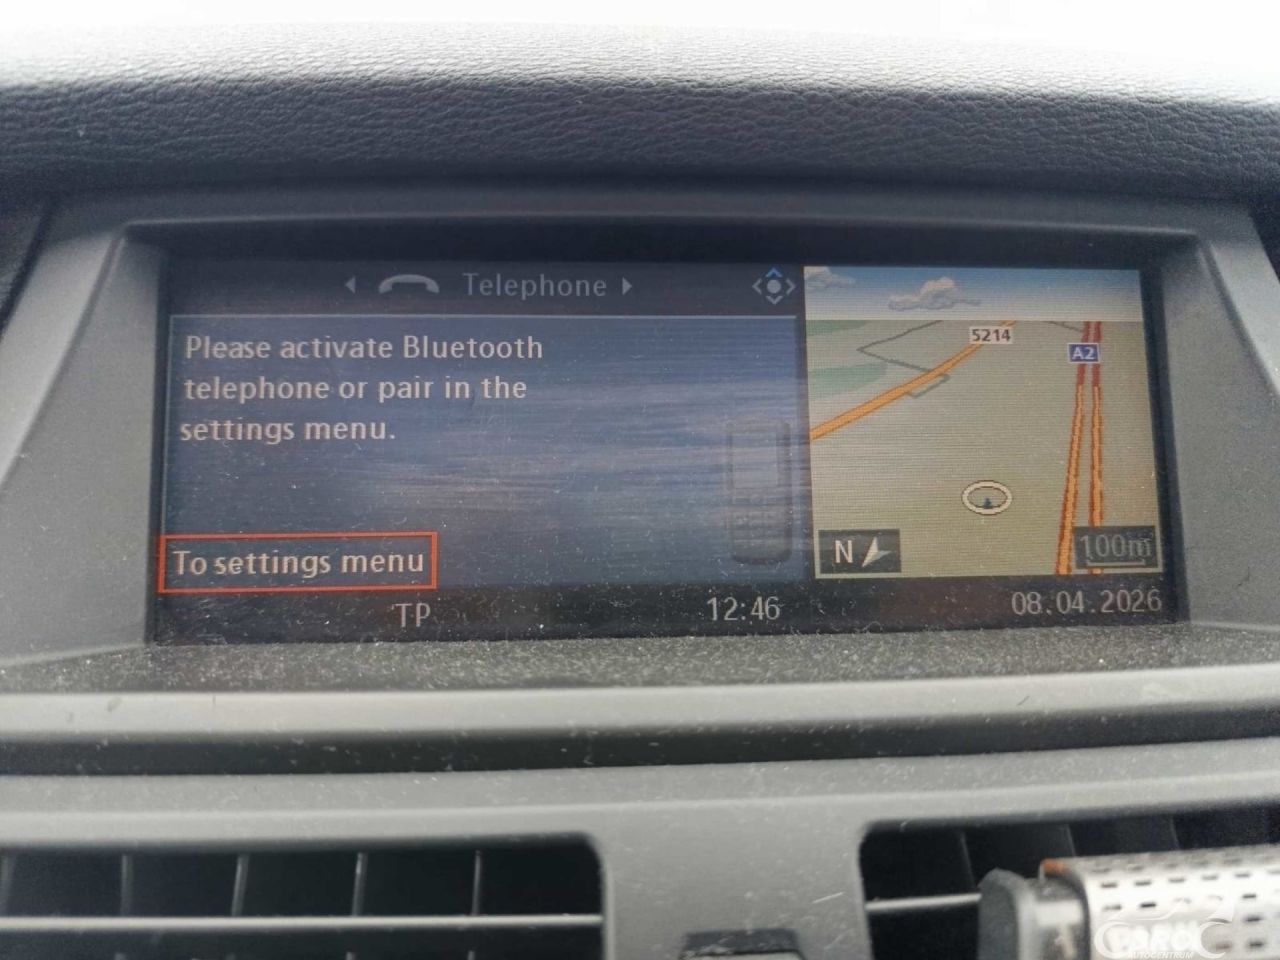 Telephone
Please activate Bluetooth
telephone or pair in the
settings menu.
To settings menu
5214
A2
N
100m
TP
12:46
08.04.2026
AUTOCENTRUM